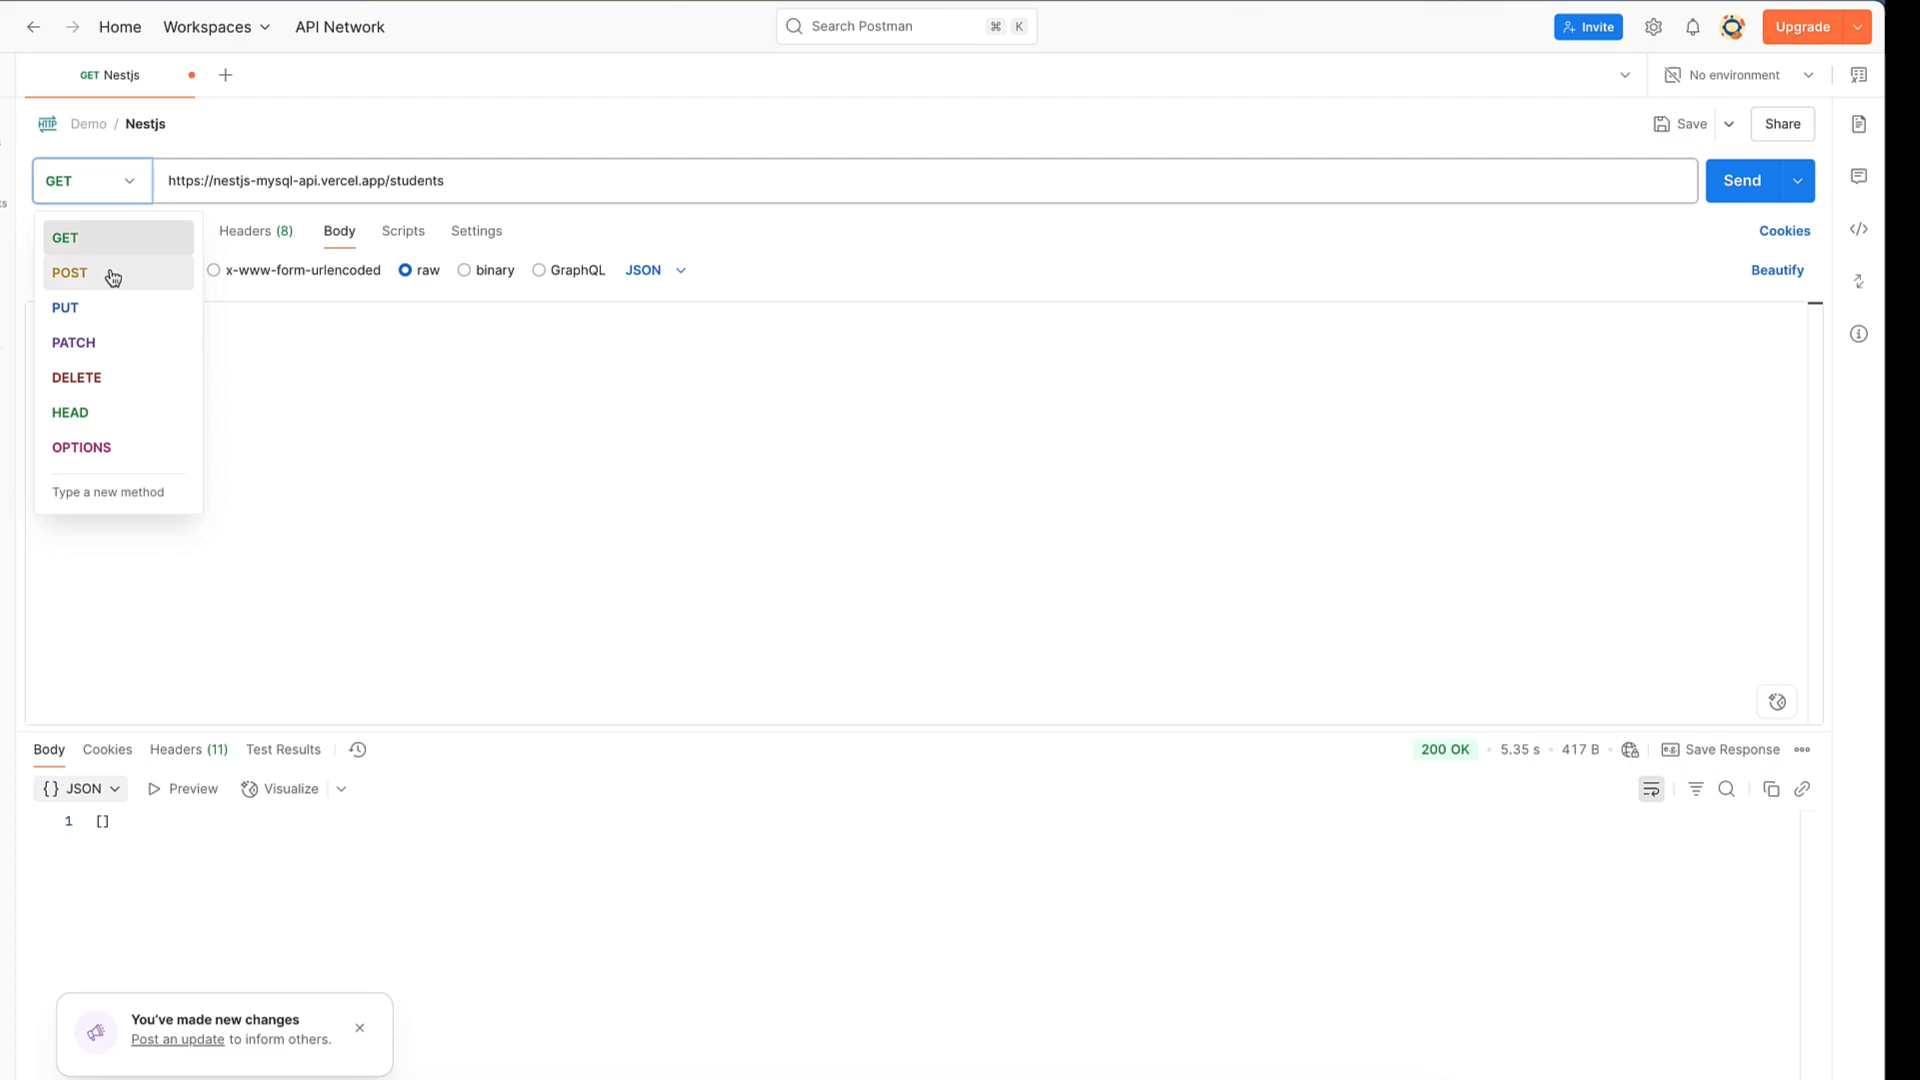 Home Workspaces API Network Search Postman ⌘ K Invite Upgrade
GET Nestjs No environment
HTTP Demo / Nestjs Save Share
GET https://nestjs-mysql-api.vercel.app/students Send
Headers (8) Body Scripts Settings Cookies
x-www-form-urlencoded raw binary GraphQL JSON Beautify
GET
POST
PUT
PATCH
DELETE
HEAD
OPTIONS
Type a new method
Body Cookies Headers (11) Test Results 200 OK • 5.35 s • 417 B Save Response
{} JSON Preview Visualize
1 []
You've made new changes
Post an update to inform others.